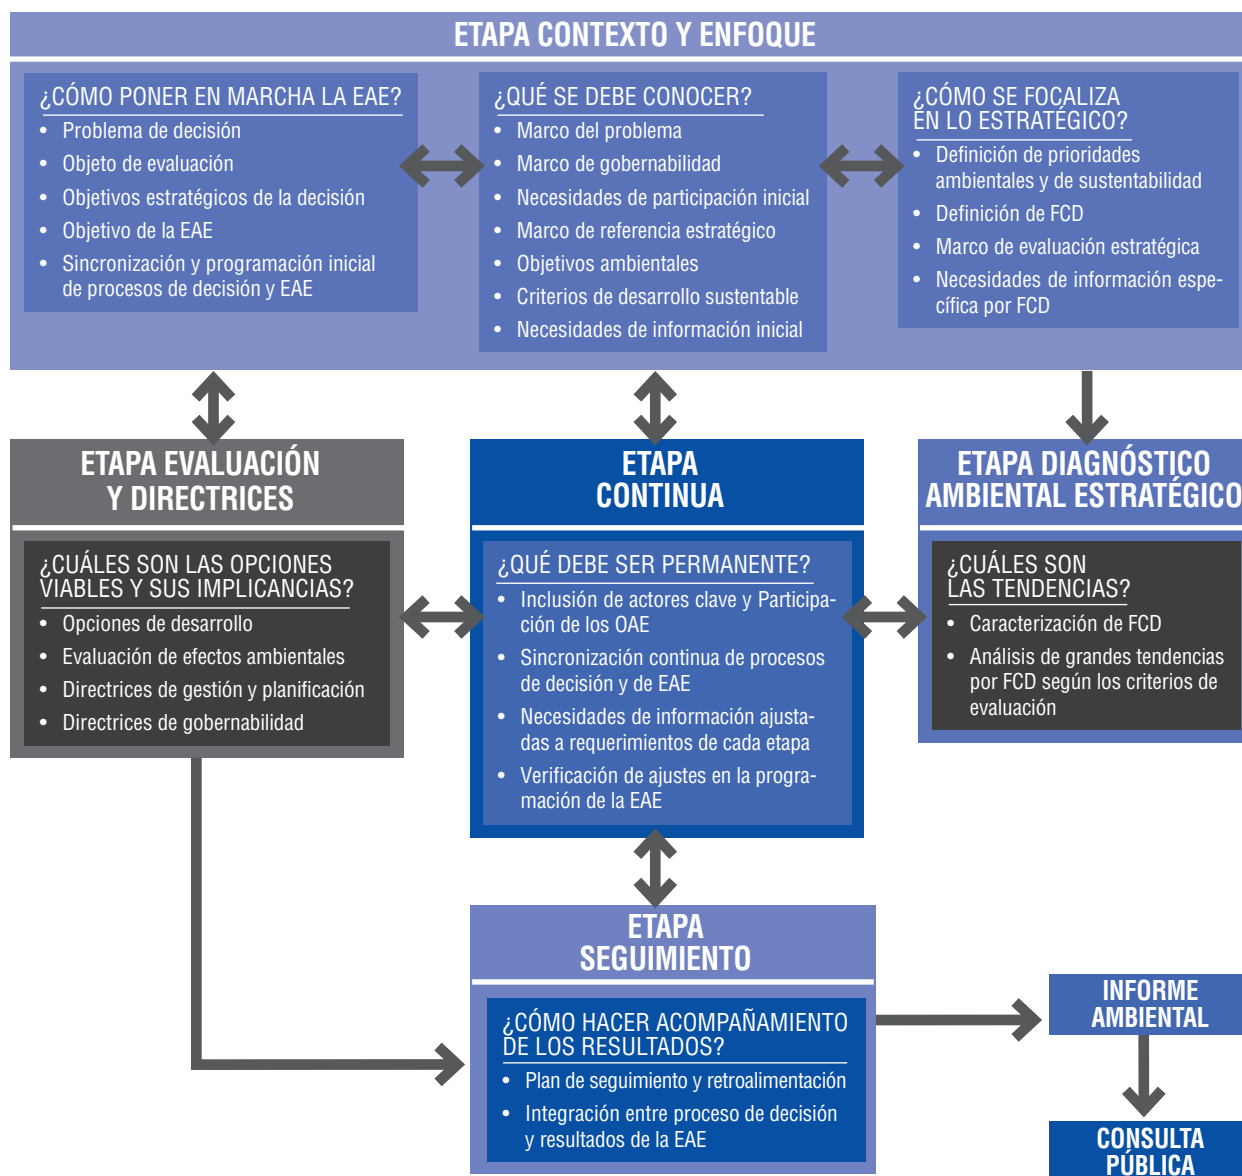 ETAPA CONTEXTO Y ENFOQUE
¿CÓMO PONER EN MARCHA LA EAE?
• Problema de decisión
• Objeto de evaluación
• Objetivos estratégicos de la decisión
• Objetivo de la EAE
• Sincronización y programación inicial
de procesos de decisión y EAE
¿QUÉ SE DEBE CONOCER?
• Marco del problema
• Marco de gobernabilidad
• Necesidades de participación inicial
• Marco de referencia estratégico
• Objetivos ambientales
• Criterios de desarrollo sustentable
• Necesidades de información inicial
¿CÓMO SE FOCALIZA
EN LO ESTRATÉGICO?
• Definición de prioridades
ambientales y de sustentabilidad
• Definición de FCD
• Marco de evaluación estratégica
• Necesidades de información espe-
cífica por FCD
ETAPA EVALUACIÓN
Y DIRECTRICES
¿CUÁLES SON LAS OPCIONES
VIABLES Y SUS IMPLICANCIAS?
• Opciones de desarrollo
• Evaluación de efectos ambientales
• Directrices de gestión y planificación
• Directrices de gobernabilidad
ETAPA
CONTINUA
¿QUÉ DEBE SER PERMANENTE?
• Inclusión de actores clave y Participa-
ción de los OAE
• Sincronización continua de procesos
de decisión y de EAE
• Necesidades de información ajusta-
das a requerimientos de cada etapa
• Verificación de ajustes en la progra-
mación de la EAE
ETAPA DIAGNÓSTICO
AMBIENTAL ESTRATÉGICO
¿CUÁLES SON
LAS TENDENCIAS?
• Caracterización de FCD
• Análisis de grandes tendencias
por FCD según los criterios de
evaluación
ETAPA
SEGUIMIENTO
¿CÓMO HACER ACOMPAÑAMIENTO
DE LOS RESULTADOS?
• Plan de seguimiento y retroalimentación
• Integración entre proceso de decisión
y resultados de la EAE
INFORME
AMBIENTAL
CONSULTA
PÚBLICA